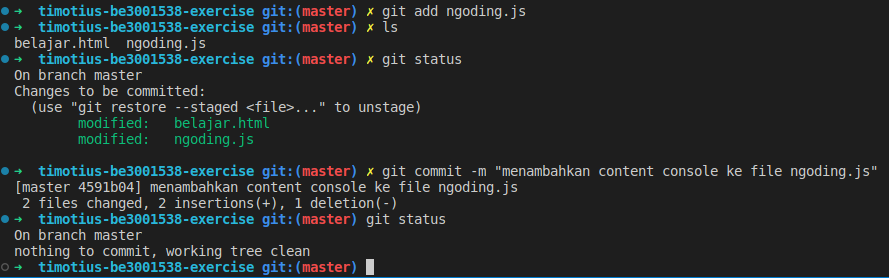 ➜  timotius-be3001538-exercise git:(master) ✗ git add ngoding.js
➜  timotius-be3001538-exercise git:(master) ✗ ls
belajar.html  ngoding.js
➜  timotius-be3001538-exercise git:(master) ✗ git status
On branch master
Changes to be committed:
  (use "git restore --staged <file>..." to unstage)
        modified:   belajar.html
        modified:   ngoding.js
➜  timotius-be3001538-exercise git:(master) ✗ git commit -m "menambahkan content console ke file ngoding.js"
[master 4591b04] menambahkan content console ke file ngoding.js
 2 files changed, 2 insertions(+), 1 deletion(-)
➜  timotius-be3001538-exercise git:(master) git status
On branch master
nothing to commit, working tree clean
➜  timotius-be3001538-exercise git:(master)